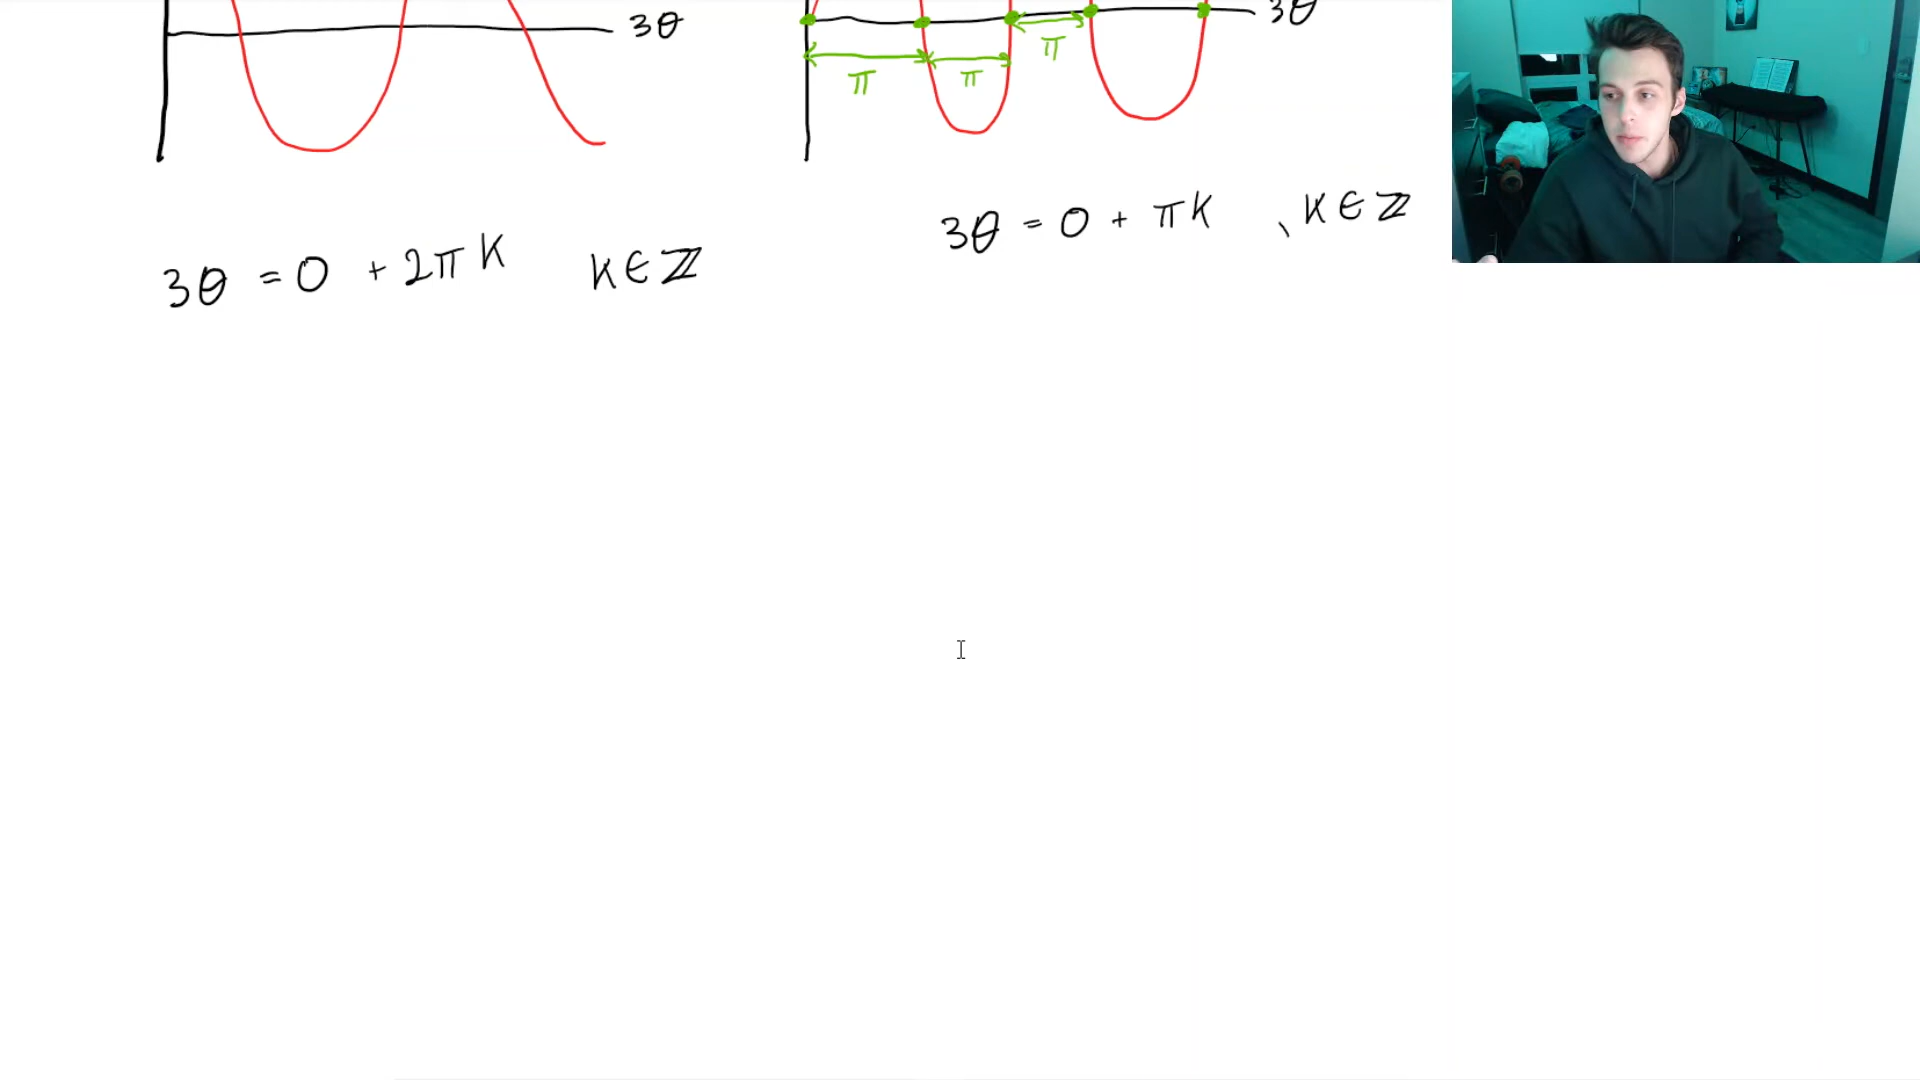 3θ
3θ
π
π
π
3θ = 0 + πK , K ∈ ℤ
3θ = 0 + 2πK K ∈ ℤ